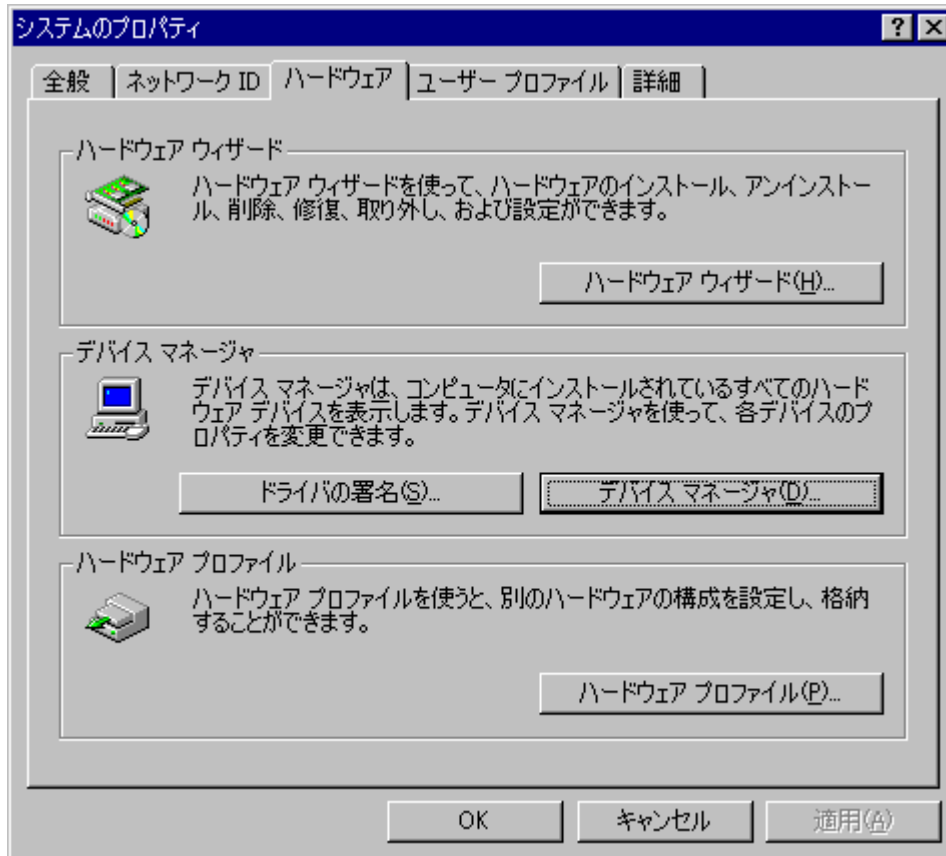 システムのプロパティ
全般 ネットワーク ID ハードウェア ユーザー プロファイル 詳細
ハードウェア ウィザード
ハードウェア ウィザードを使って、ハードウェアのインストール、アンインストー
ル、削除、修復、取り外し、および設定ができます。
ハードウェア ウィザード(H)...
デバイス マネージャ
デバイス マネージャは、コンピュータにインストールされているすべてのハード
ウェア デバイスを表示します。デバイス マネージャを使って、各デバイスのプ
ロパティを変更できます。
ドライバの署名(S)... デバイス マネージャ(D)...
ハードウェア プロファイル
ハードウェア プロファイルを使うと、別のハードウェアの構成を設定し、格納
することができます。
ハードウェア プロファイル(P)...
OK キャンセル 適用(A)